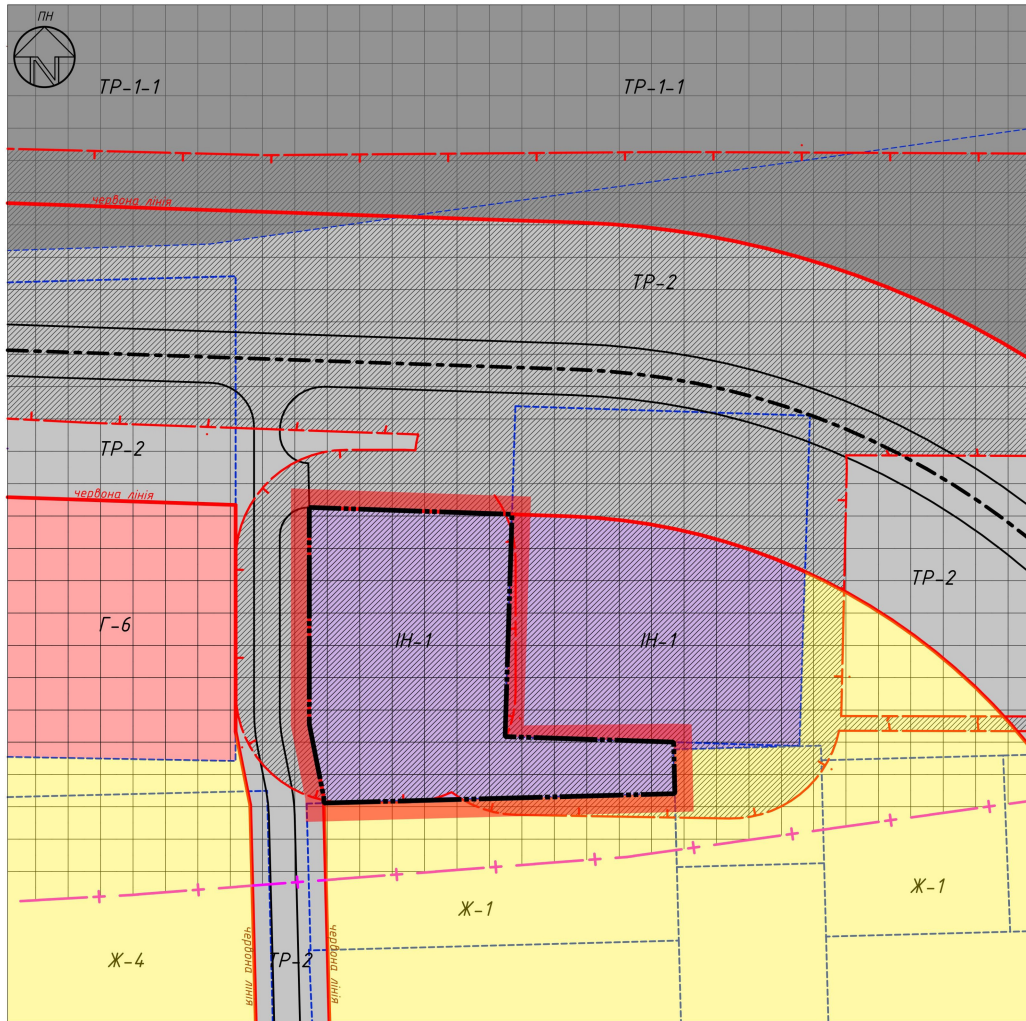 ПН
N
ТР-1-1
ТР-1-1
червона лінія
ТР-2
ТР-2
червона лінія
ТР-2
Г-6
ІН-1
ІН-1
Ж-1
Ж-1
Ж-4
червона лінія
ТР-2
червона лінія